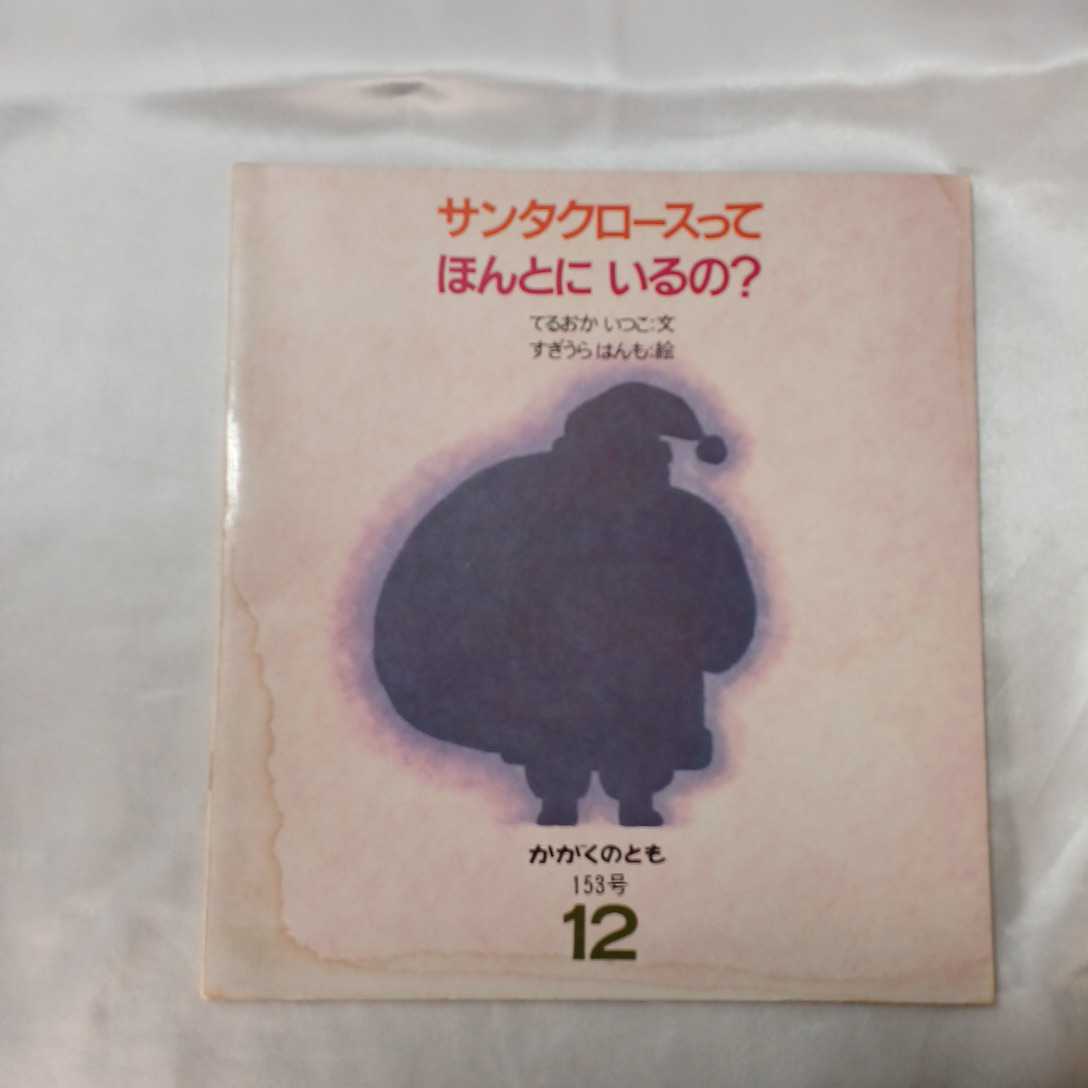 サンタクロースって
ほんとに いるの?
てるおか いつこ:文
すぎうら はんも:絵
かがくのとも
153号
12